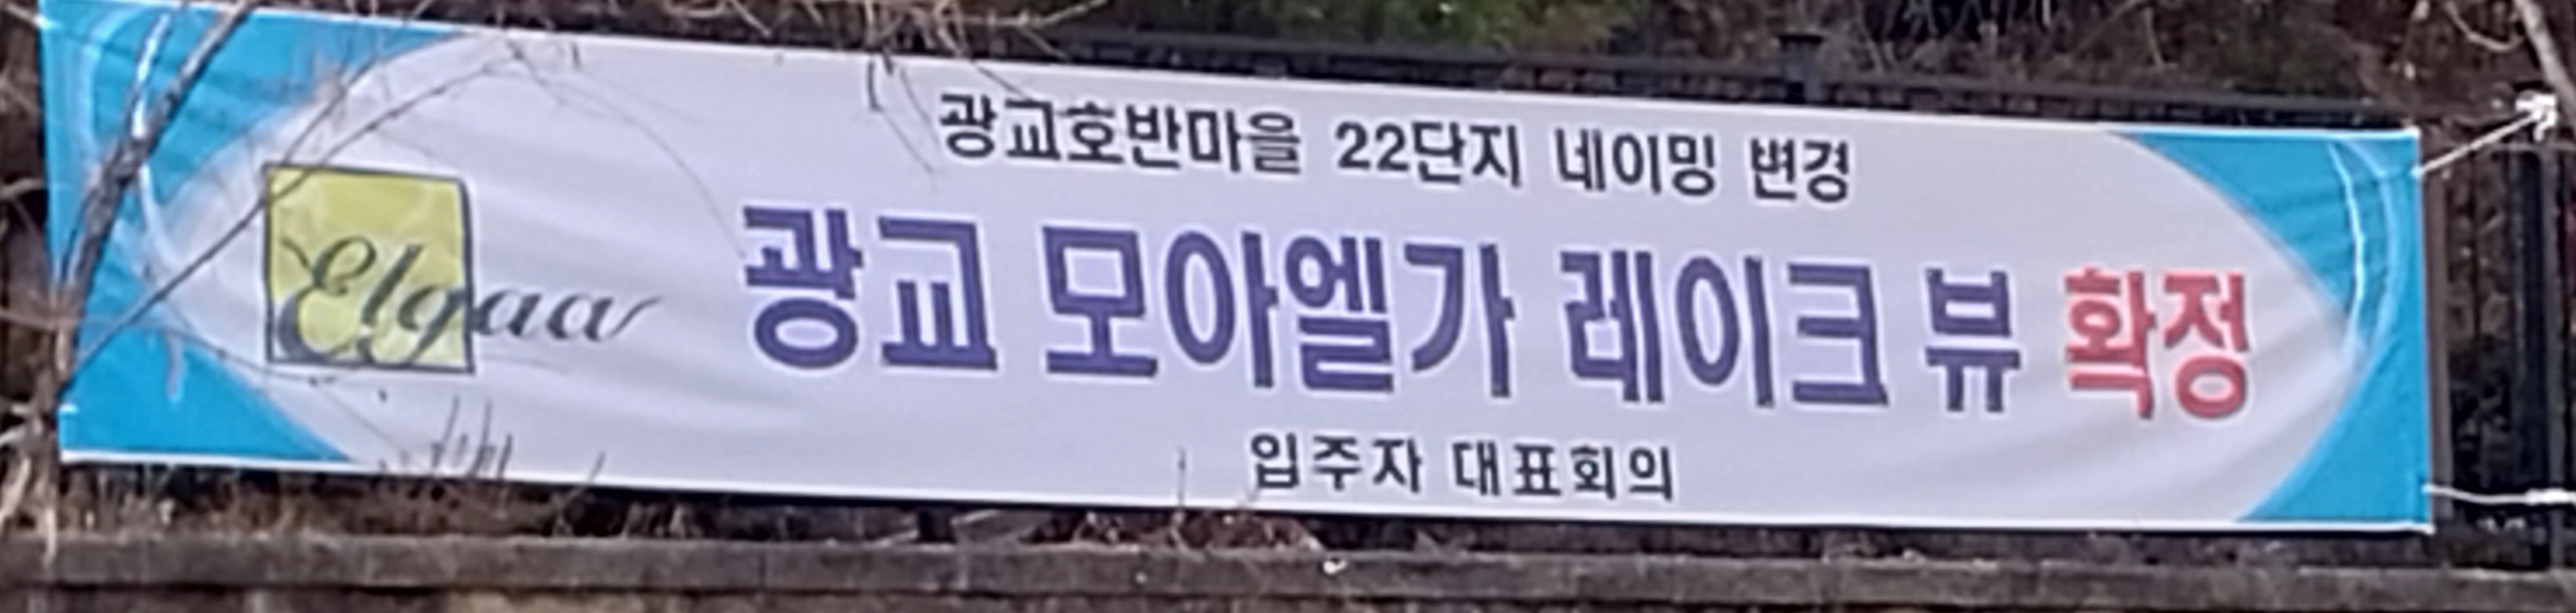 광교호반마을 22단지 네이밍 변경
Elgaa
광교 모아엘가 레이크 뷰 확정
입주자 대표회의